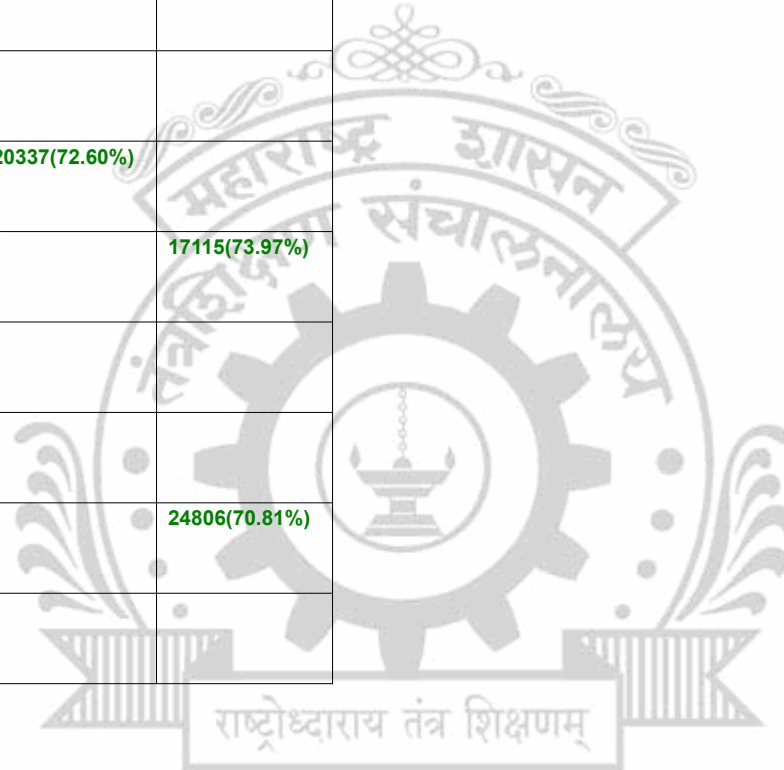 महाराष्ट्र शासन
20337(72.60%)
तंत्रशिक्षण संचालनालय
17115(73.97%)
24806(70.81%)
राष्ट्रोध्दाराय तंत्र शिक्षणम्